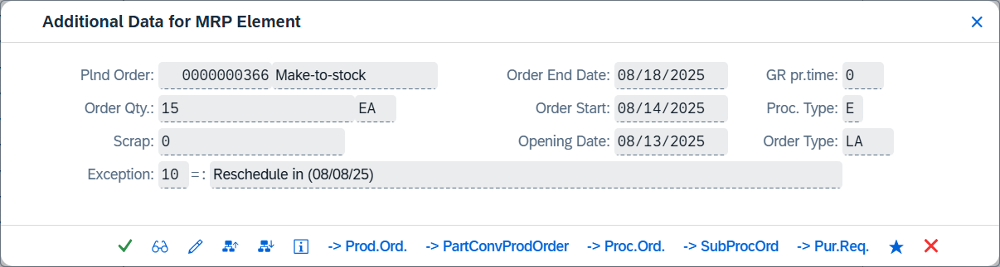 Additional Data for MRP Element
Plnd Order: 0000000366 Make-to-stock Order End Date: 08/18/2025 GR pr.time: 0
Order Qty.: 15 EA Order Start: 08/14/2025 Proc. Type: E
Scrap: 0 Opening Date: 08/13/2025 Order Type: LA
Exception: 10 =: Reschedule in (08/08/25)
-> Prod.Ord. -> PartConvProdOrder -> Proc.Ord. -> SubProcOrd -> Pur.Req.